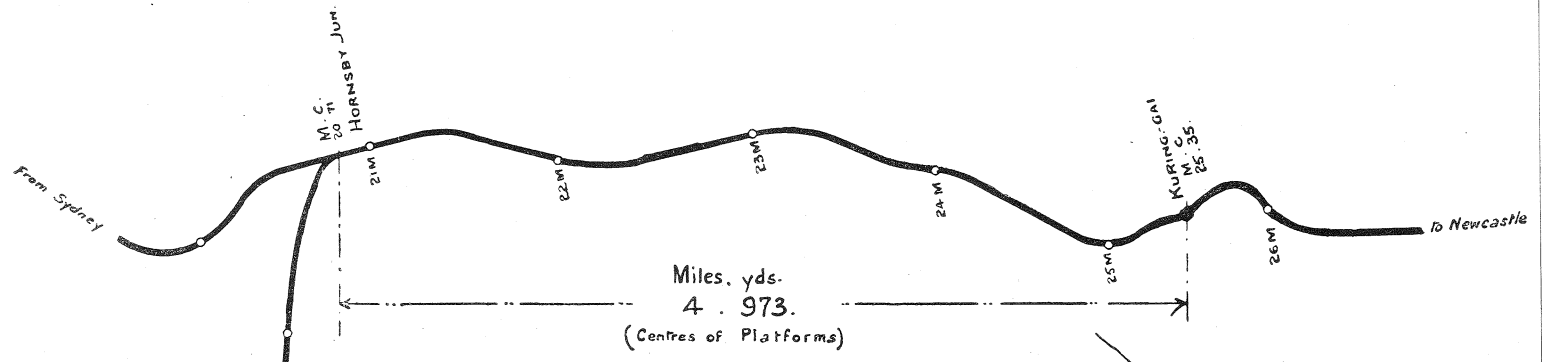 From Sydney
M. C.
20 71
HORNSBY JUN.
21M
22M
23M
24M
25M
KURING-GAI
M. C
25. 35.
26M
To Newcastle
Miles. yds.
4 . 973.
(Centres of Platforms)